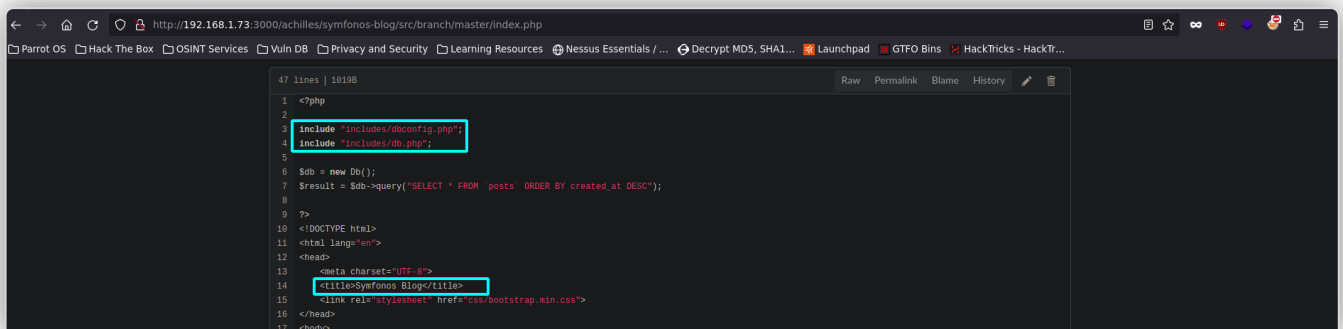 http://192.168.1.73:3000/achilles/symfonos-blog/src/branch/master/index.php
Parrot OS Hack The Box OSINT Services Vuln DB Privacy and Security Learning Resources Nessus Essentials / ... Decrypt MD5, SHA1... Launchpad GTFO Bins HackTricks - HackTr...
47 lines | 1019B Raw Permalink Blame History
1 <?php
2
3 include "includes/dbconfig.php";
4 include "includes/db.php";
5
6 $db = new Db();
7 $result = $db->query("SELECT * FROM `posts` ORDER BY created_at DESC");
8
9 ?>
10 <!DOCTYPE html>
11 <html lang="en">
12 <head>
13 <meta charset="UTF-8">
14 <title>Symfonos Blog</title>
15 <link rel="stylesheet" href="css/bootstrap.min.css">
16 </head>
17 <body>